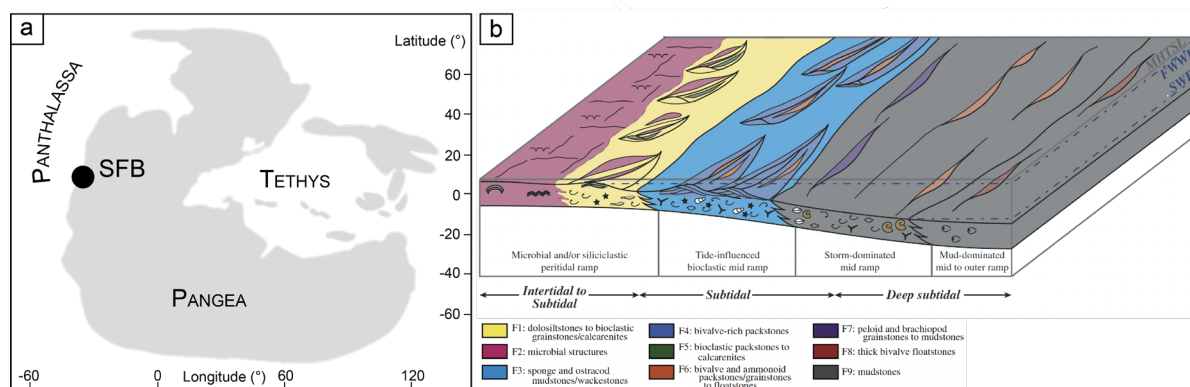 a
Latitude (°)
PANTHALASSA
SFB
TETHYS
PANGEA
60
40
20
0
-20
-40
-60
-60
0
60
120
Longitude (°)
b
MHTSL
FWWB
SWB
Microbial and/or siliciclastic
peritidal ramp
Tide-influenced
bioclastic mid ramp
Storm-dominated
mid ramp
Mud-dominated
mid to outer ramp
Intertidal to
Subtidal
Subtidal
Deep subtidal
F1: dolosiltstones to bioclastic
grainstones/calcarenites
F2: microbial structures
F3: sponge and ostracod
mudstones/wackestones
F4: bivalve-rich packstones
F5: bioclastic packstones to
calcarenites
F6: bivalve and ammonoid
packstones/grainstones
to floatstones
F7: peloid and brachiopod
grainstones to mudstones
F8: thick bivalve floatstones
F9: mudstones